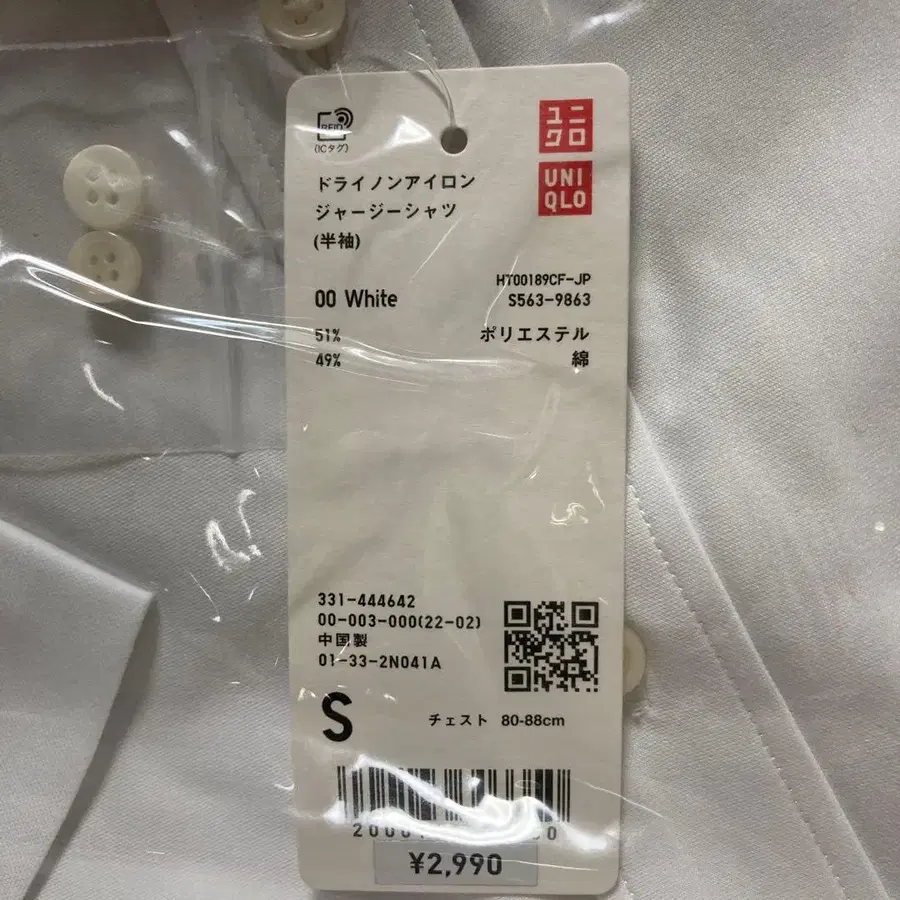 RFID
(ICタグ)
ユニ
クロ
UNI
QLO
ドライノンアイロン
ジャージーシャツ
(半袖)
HT00189CF-JP
00 White
S563-9863
51% ポリエステル
49% 綿
331-444642
00-003-000(22-02)
中国製
01-33-2N041A
S チェスト 80-88cm
¥2,990